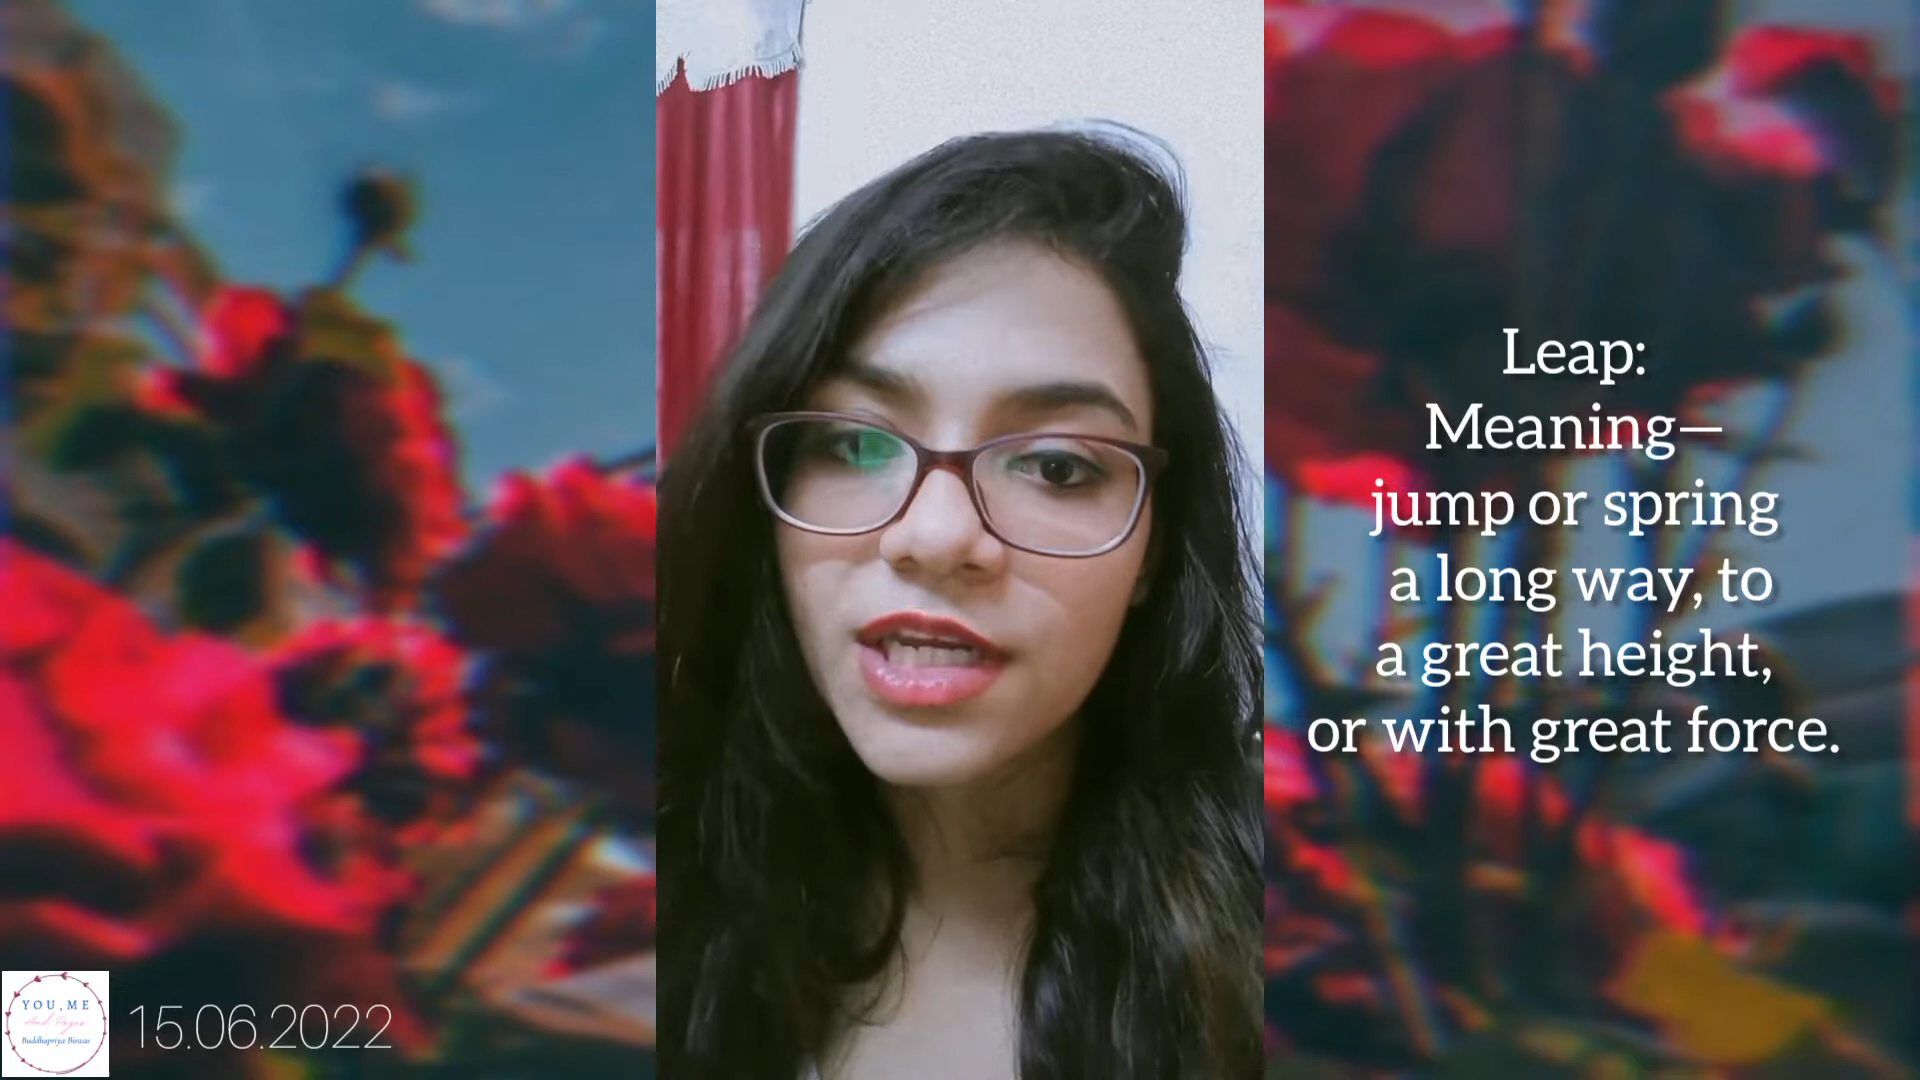 Leap:
Meaning—
jump or spring
a long way, to
a great height,
or with great force.
YOU, ME
And Pages
Buddhapriya Biswas
15.06.2022